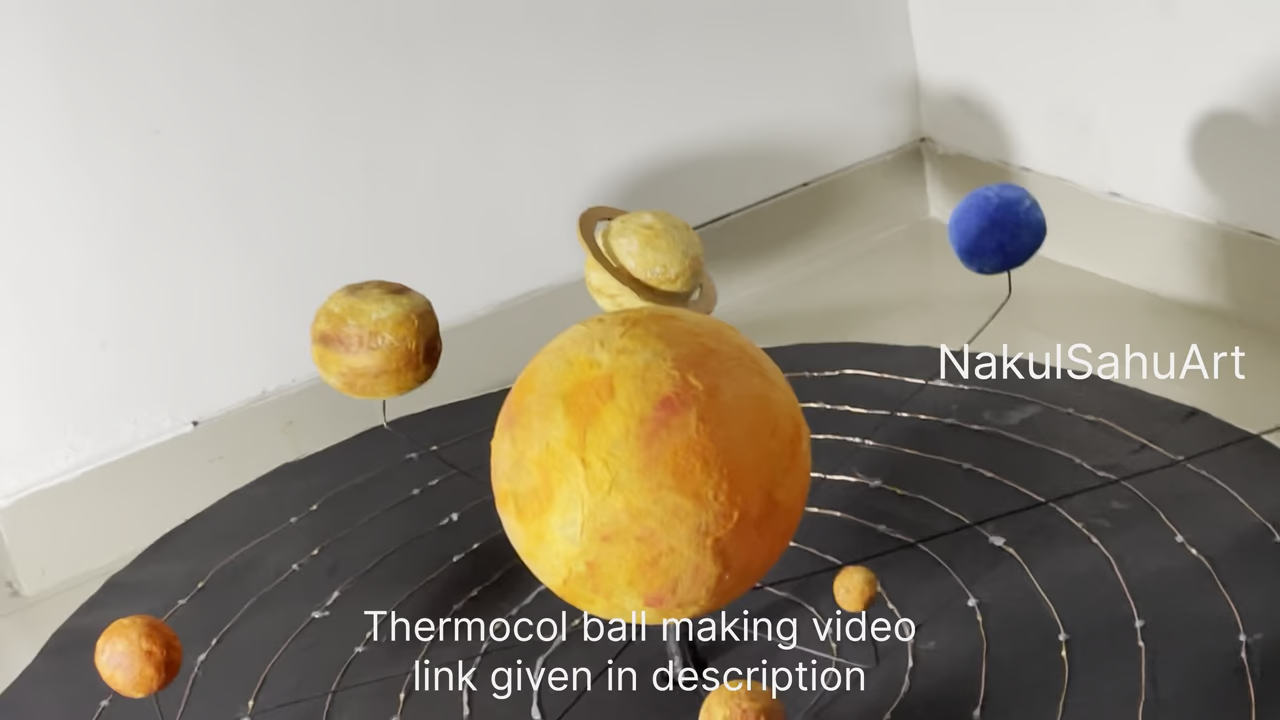 NakulSahuArt
Thermocol ball making video
link given in description